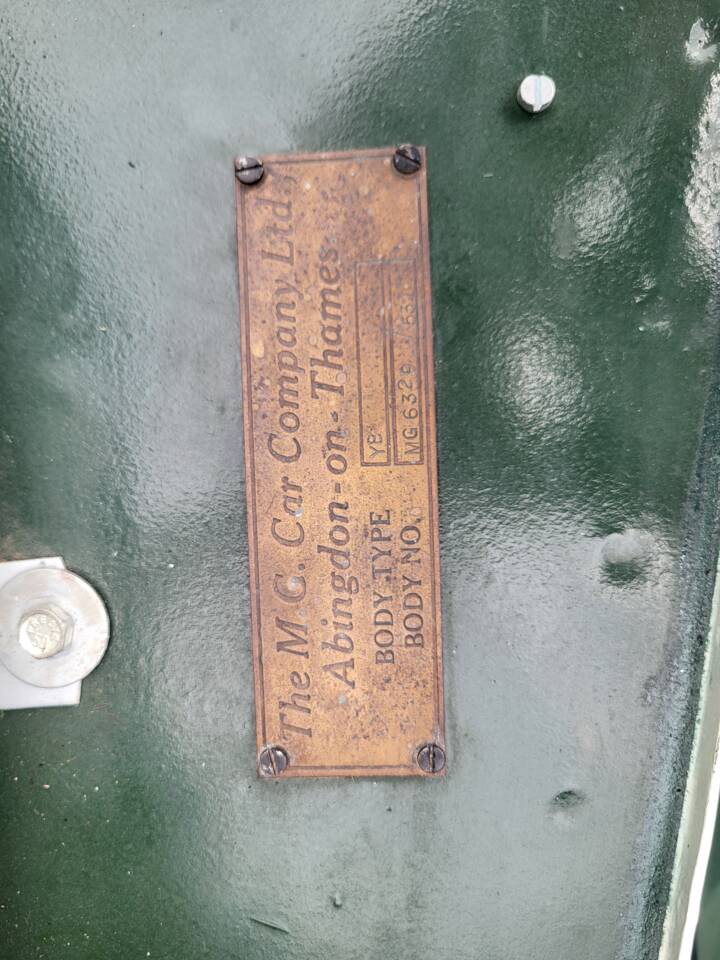 The M.G. Car Company Ltd.,
Abingdon-on-Thames.
BODY TYPE YB
BODY NO. MG 6329